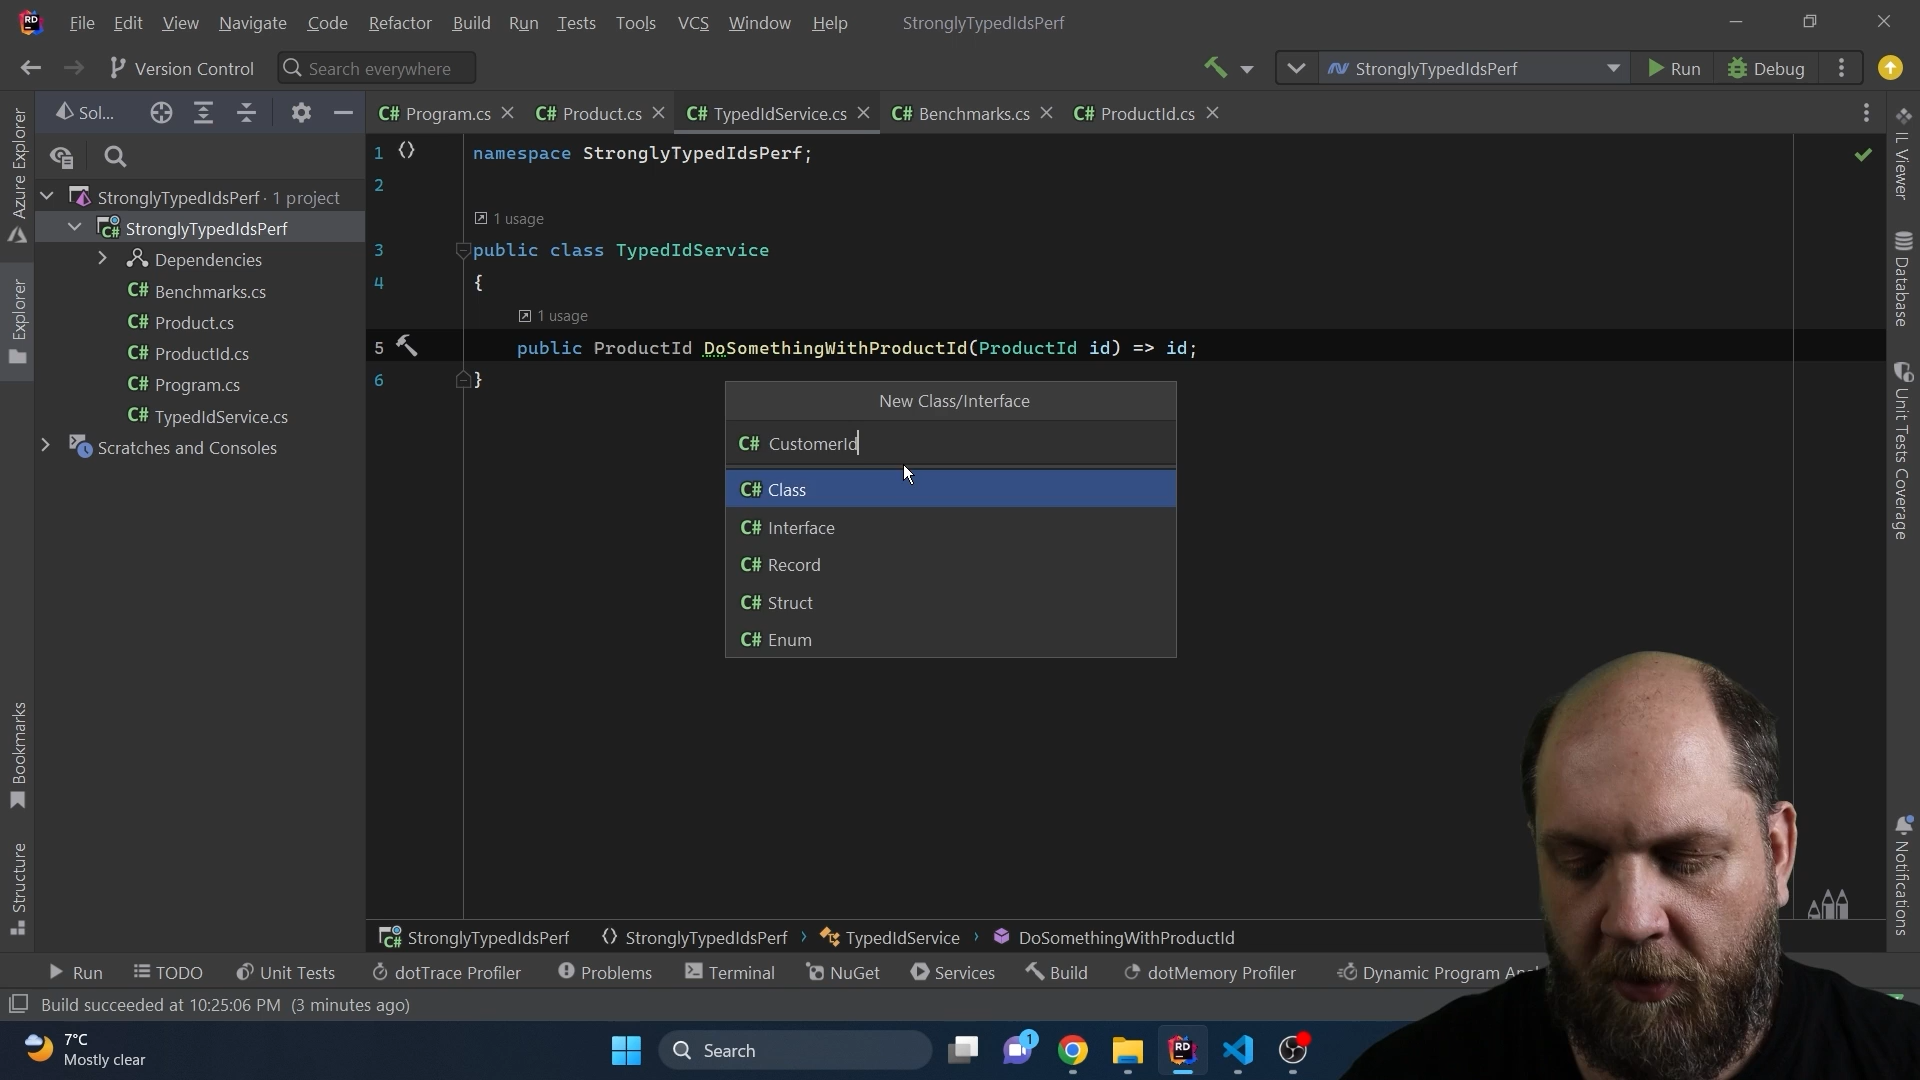 File Edit View Navigate Code Refactor Build Run Tests Tools VCS Window Help StronglyTypedIdsPerf
Version Control Search everywhere StronglyTypedIdsPerf Run Debug
Sol... Program.cs Product.cs TypedIdService.cs Benchmarks.cs ProductId.cs
Azure Explorer
Explorer
Bookmarks
Structure
StronglyTypedIdsPerf · 1 project
StronglyTypedIdsPerf
Dependencies
C# Benchmarks.cs
C# Product.cs
C# ProductId.cs
C# Program.cs
C# TypedIdService.cs
Scratches and Consoles
1 namespace StronglyTypedIdsPerf;
2
1 usage
3 public class TypedIdService
4 {
1 usage
5 public ProductId DoSomethingWithProductId(ProductId id) => id;
6 }
New Class/Interface
C# CustomerId
C# Class
C# Interface
C# Record
C# Struct
C# Enum
IL Viewer
Database
Unit Tests Coverage
Notifications
StronglyTypedIdsPerf StronglyTypedIdsPerf › TypedIdService › DoSomethingWithProductId
Run TODO Unit Tests dotTrace Profiler Problems Terminal NuGet Services Build dotMemory Profiler Dynamic Program
Build succeeded at 10:25:06 PM (3 minutes ago)
7°C
Mostly clear
Search
1
RD